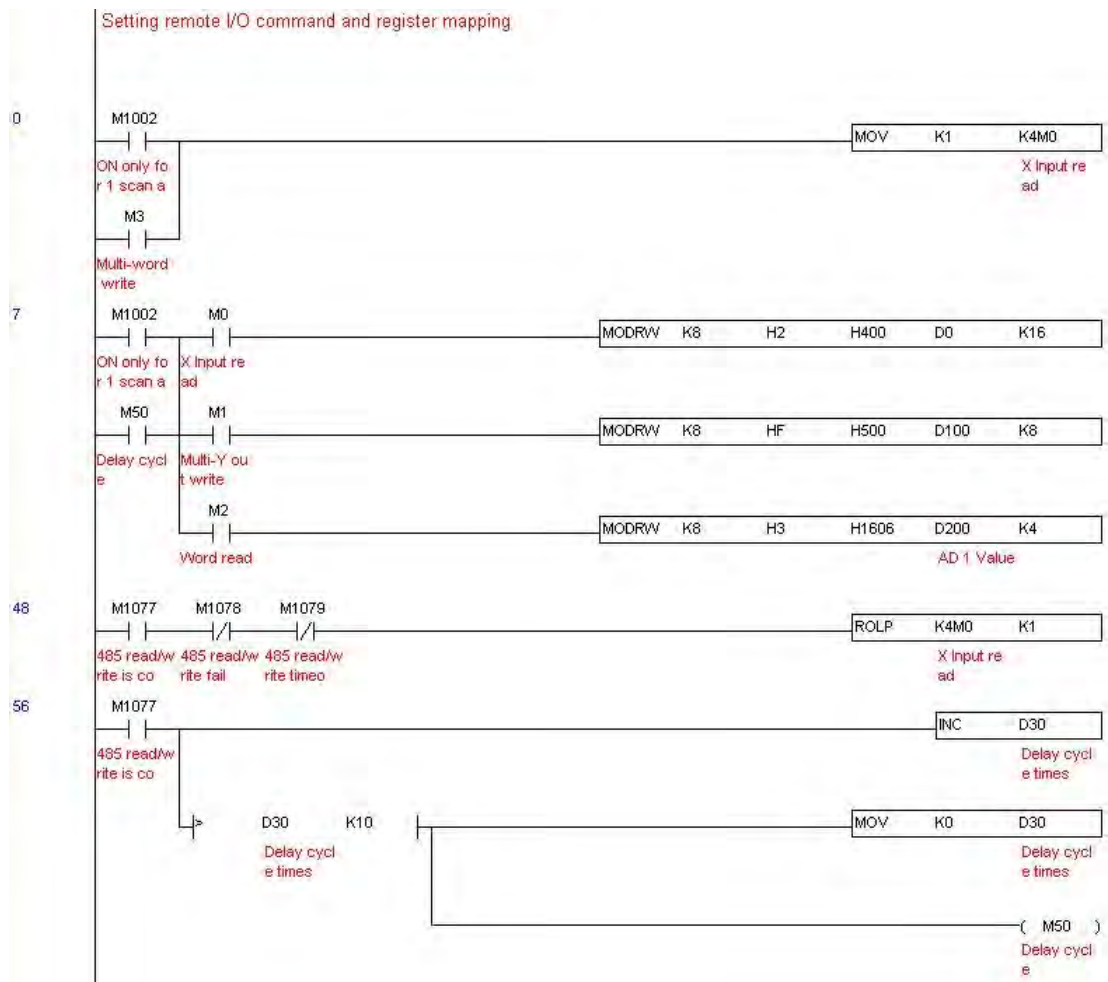 Setting remote I/O command and register mapping
0
M1002
MOV K1 K4M0
ON only fo
r 1 scan a
X Input re
ad
M3
Multi-word
write
7
M1002 M0
MODRW K8 H2 H400 D0 K16
ON only fo X Input re
r 1 scan a ad
M50 M1
MODRW K8 HF H500 D100 K8
Delay cycl Multi-Y ou
e t write
M2
MODRW K8 H3 H1606 D200 K4
Word read AD 1 Value
48
M1077 M1078 M1079
ROLP K4M0 K1
485 read/w 485 read/w 485 read/w X Input re
rite is co rite fail rite timeo ad
56
M1077
INC D30
485 read/w Delay cycl
rite is co e times
> D30 K10 MOV K0 D30
Delay cycl Delay cycl
e times e times
( M50 )
Delay cycl
e